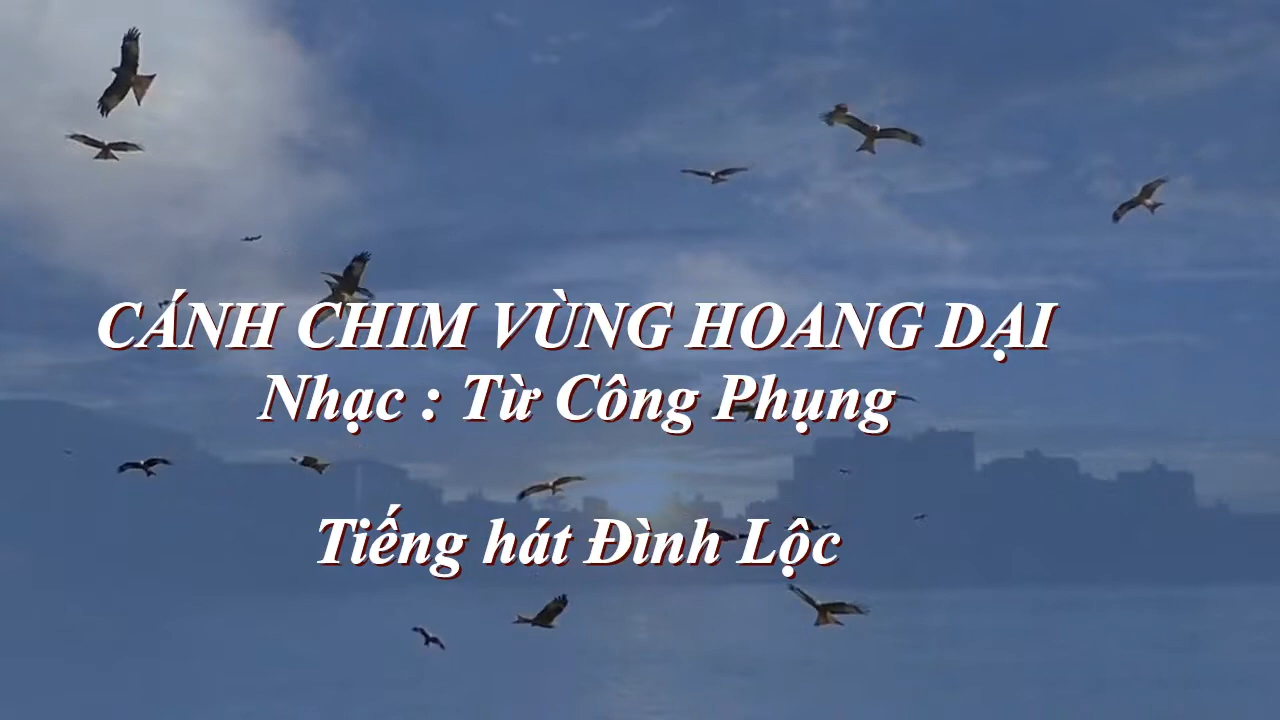 CÁNH CHIM VÙNG HOANG DẠI
Nhạc : Từ Công Phụng
Tiếng hát Đình Lộc